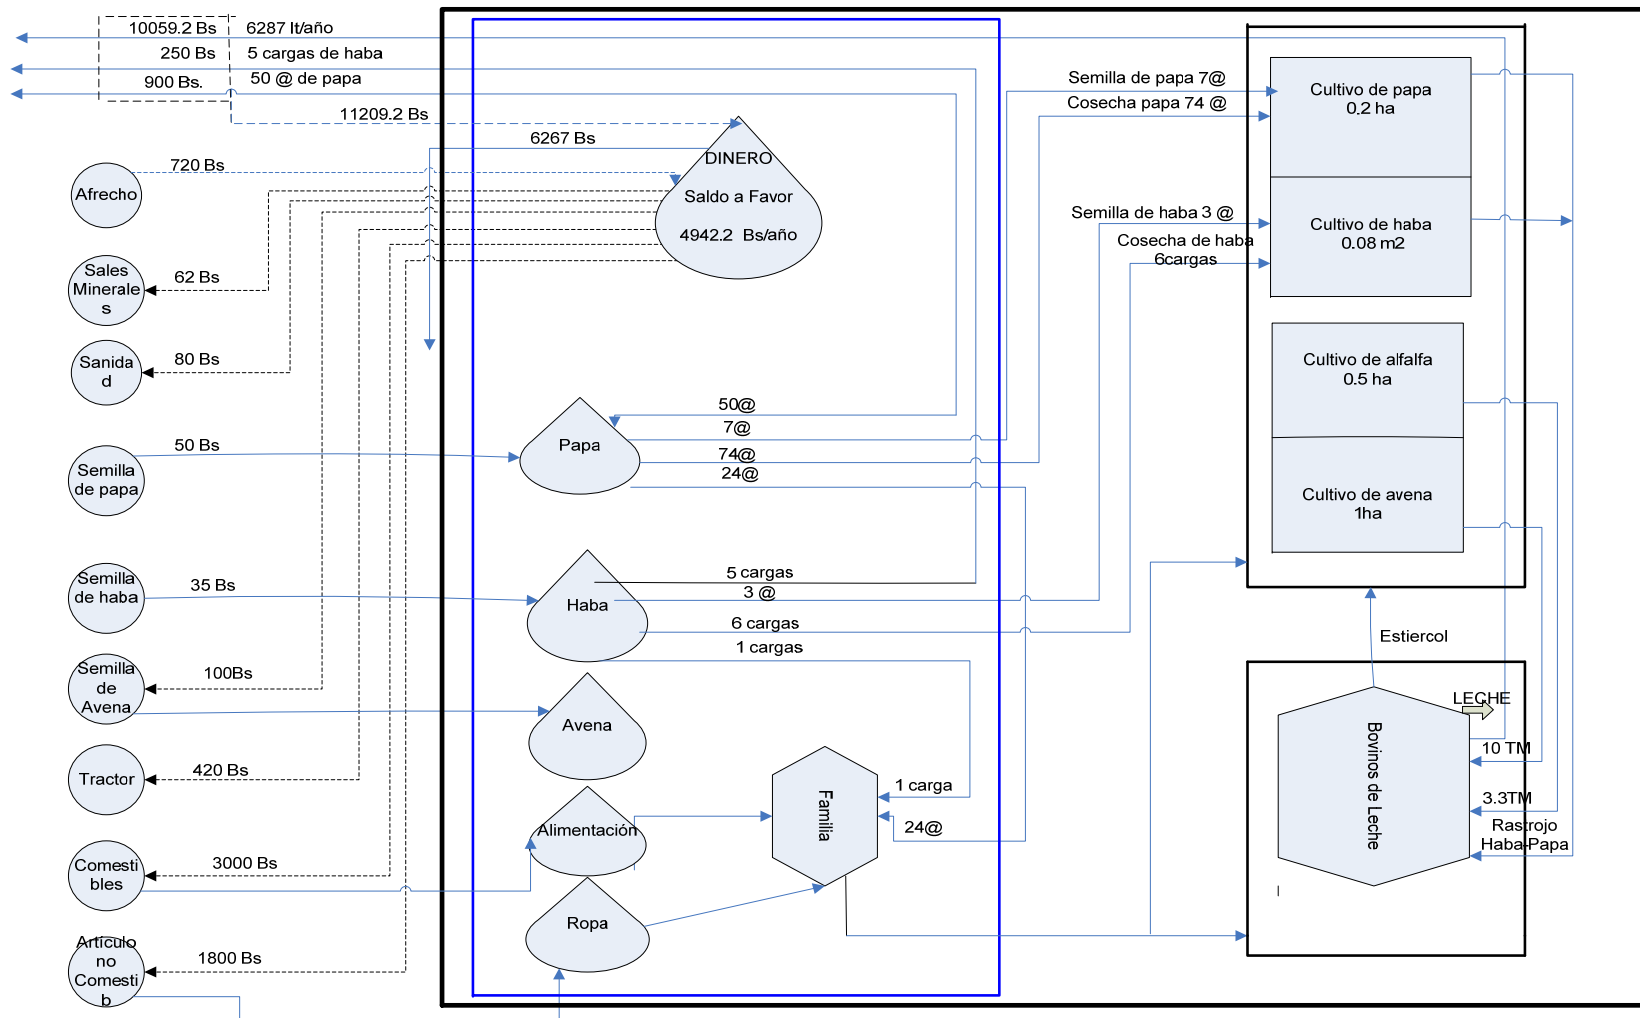 10059.2 Bs
6287 lt/año
250 Bs
5 cargas de haba
900 Bs.
50 @ de papa
11209.2 Bs
6267 Bs
720 Bs
Afrecho
DINERO
Saldo a Favor
4942.2 Bs/año
62 Bs
Sales
Minerale
s
80 Bs
Sanida
d
50 Bs
Semilla
de papa
35 Bs
Semilla
de haba
100Bs
Semilla
de
Avena
420 Bs
Tractor
3000 Bs
Comesti
bles
1800 Bs
Artículo
no
Comesti
b
Papa
50@
7@
74@
24@
Haba
5 cargas
3 @
6 cargas
1 cargas
Avena
Alimentación
Ropa
Familia
1 carga
24@
Semilla de papa 7@
Cosecha papa 74 @
Semilla de haba 3 @
Cosecha de haba
6cargas
Cultivo de papa
0.2 ha
Cultivo de haba
0.08 m2
Cultivo de alfalfa
0.5 ha
Cultivo de avena
1ha
Estiercol
LECHE
Bovinos de Leche
10 TM
3.3TM
Rastrojo
Haba-Papa